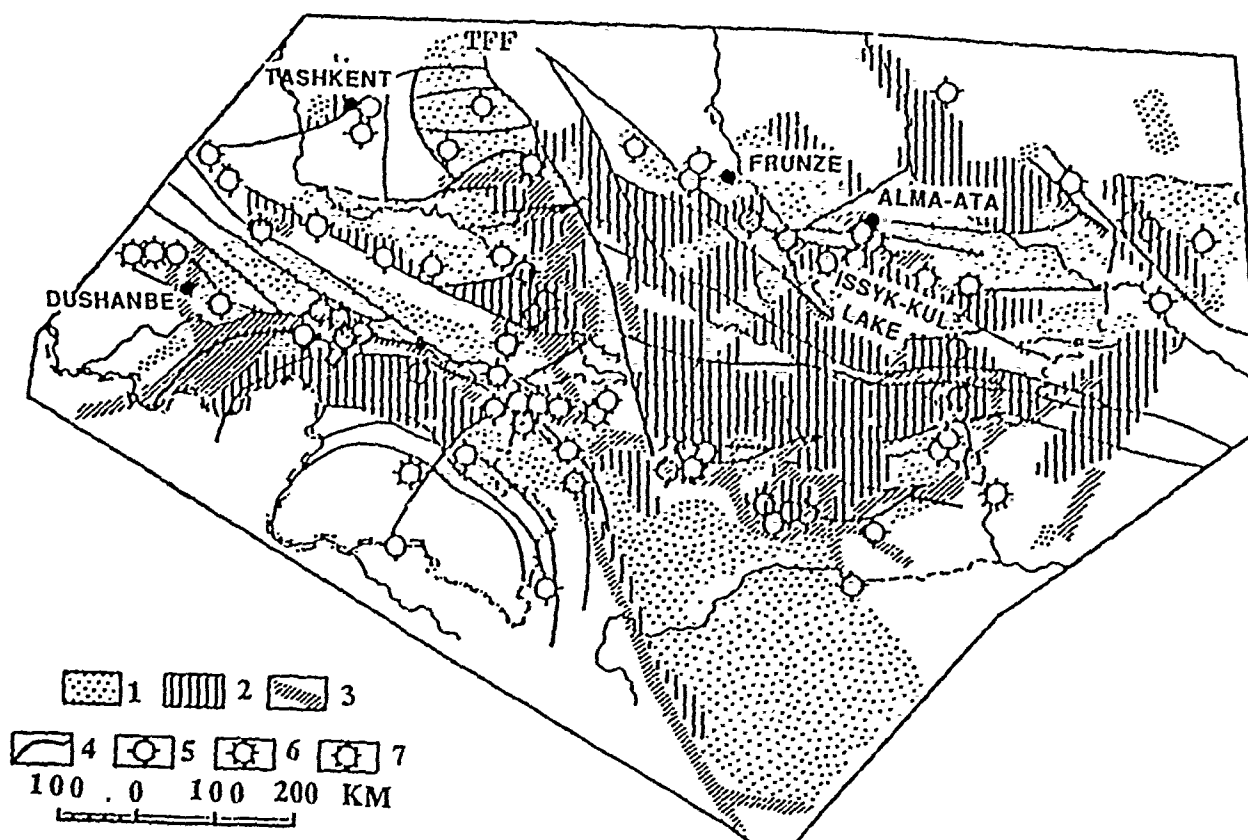 TFF
TASHKENT
FRUNZE
ALMA-ATA
DUSHANBE
ISSYK-KUL
LAKE
1 2 3
4 5 6 7
100 . 0 100 200 KM